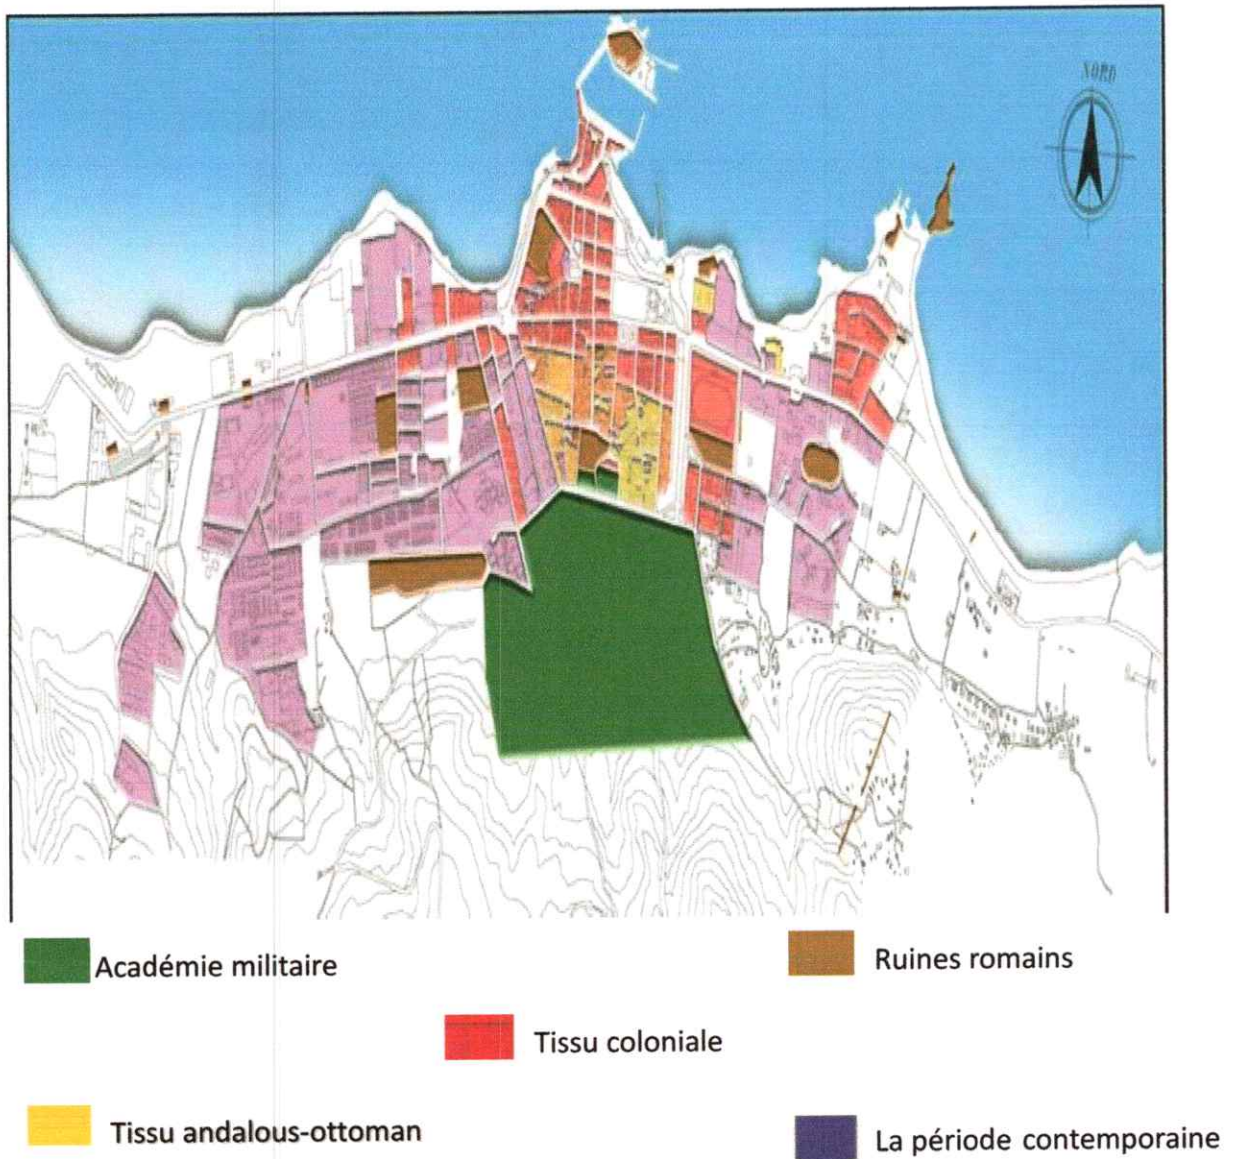 NORD
Académie militaire
Ruines romains
Tissu coloniale
Tissu andalous-ottoman
La période contemporaine